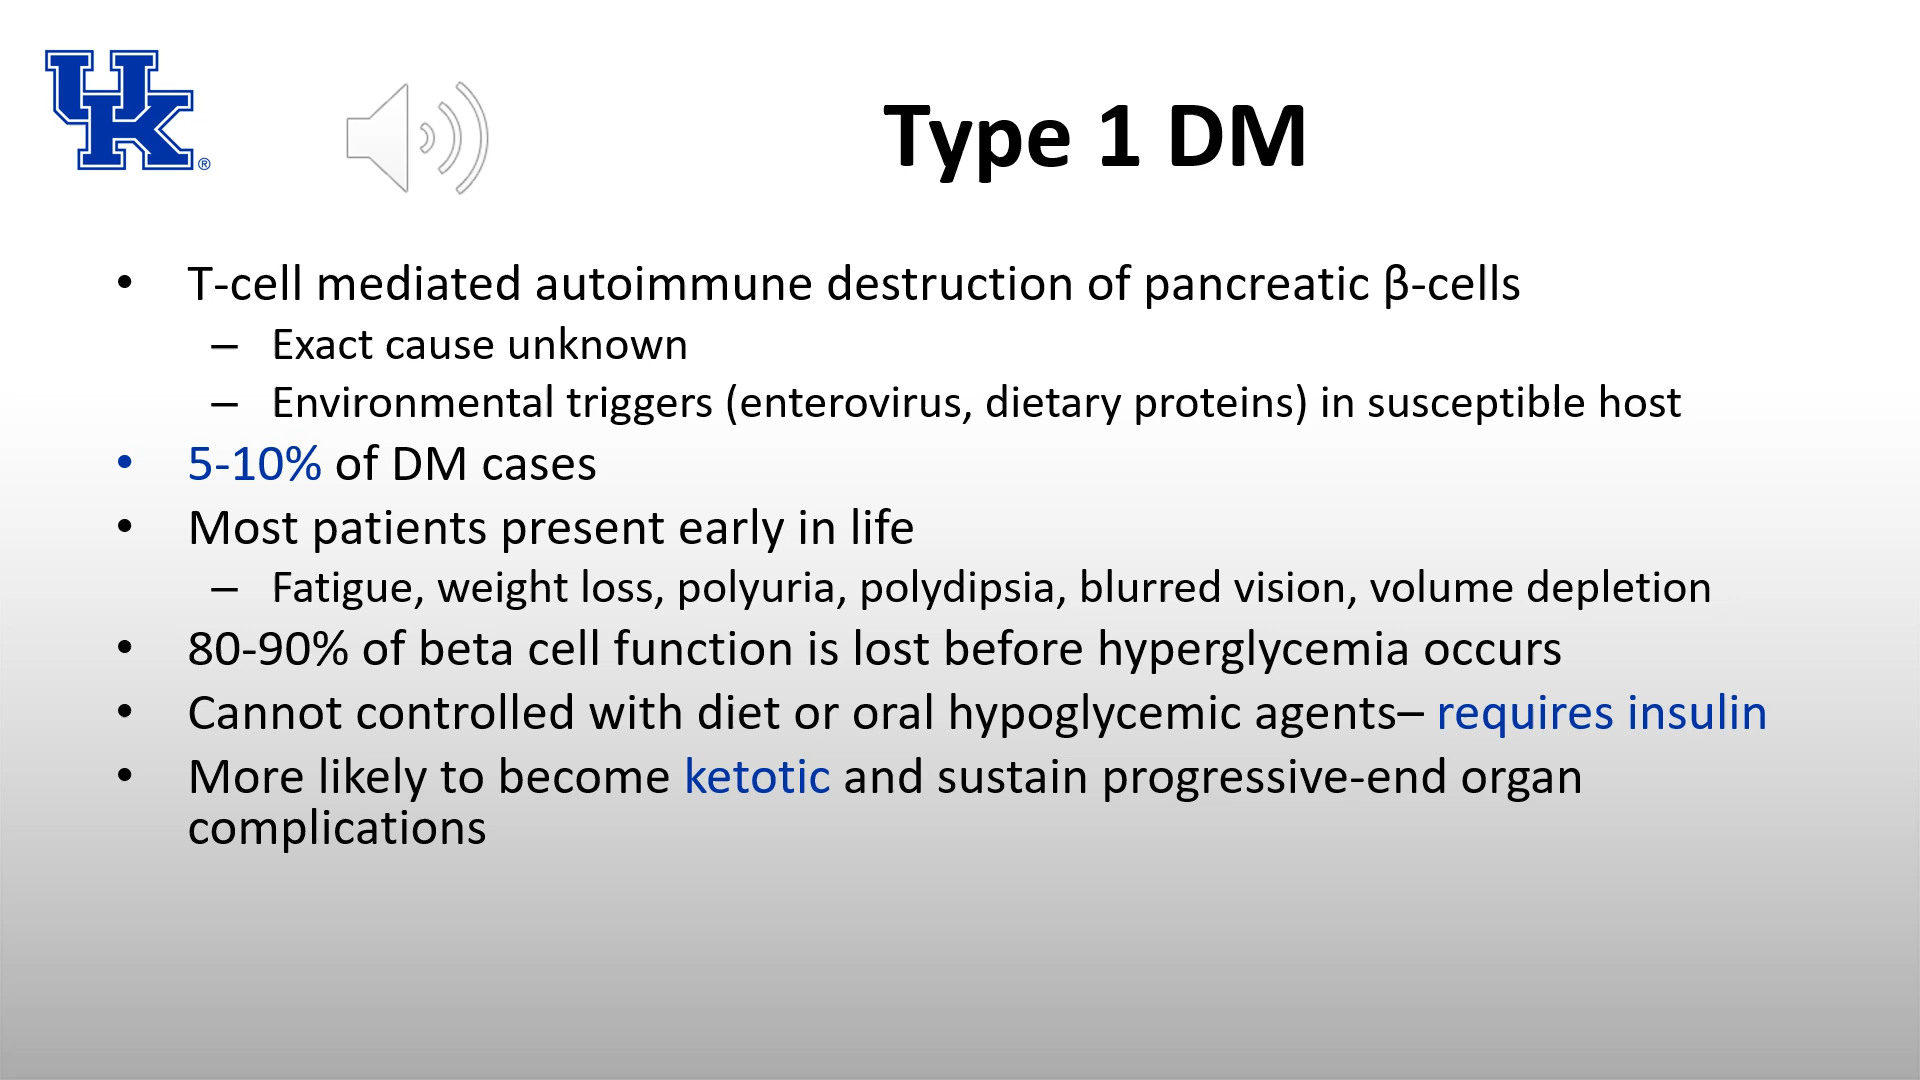 UK®
Type 1 DM
• T-cell mediated autoimmune destruction of pancreatic β-cells
– Exact cause unknown
– Environmental triggers (enterovirus, dietary proteins) in susceptible host
• 5-10% of DM cases
• Most patients present early in life
– Fatigue, weight loss, polyuria, polydipsia, blurred vision, volume depletion
• 80-90% of beta cell function is lost before hyperglycemia occurs
• Cannot controlled with diet or oral hypoglycemic agents– requires insulin
• More likely to become ketotic and sustain progressive-end organ
complications